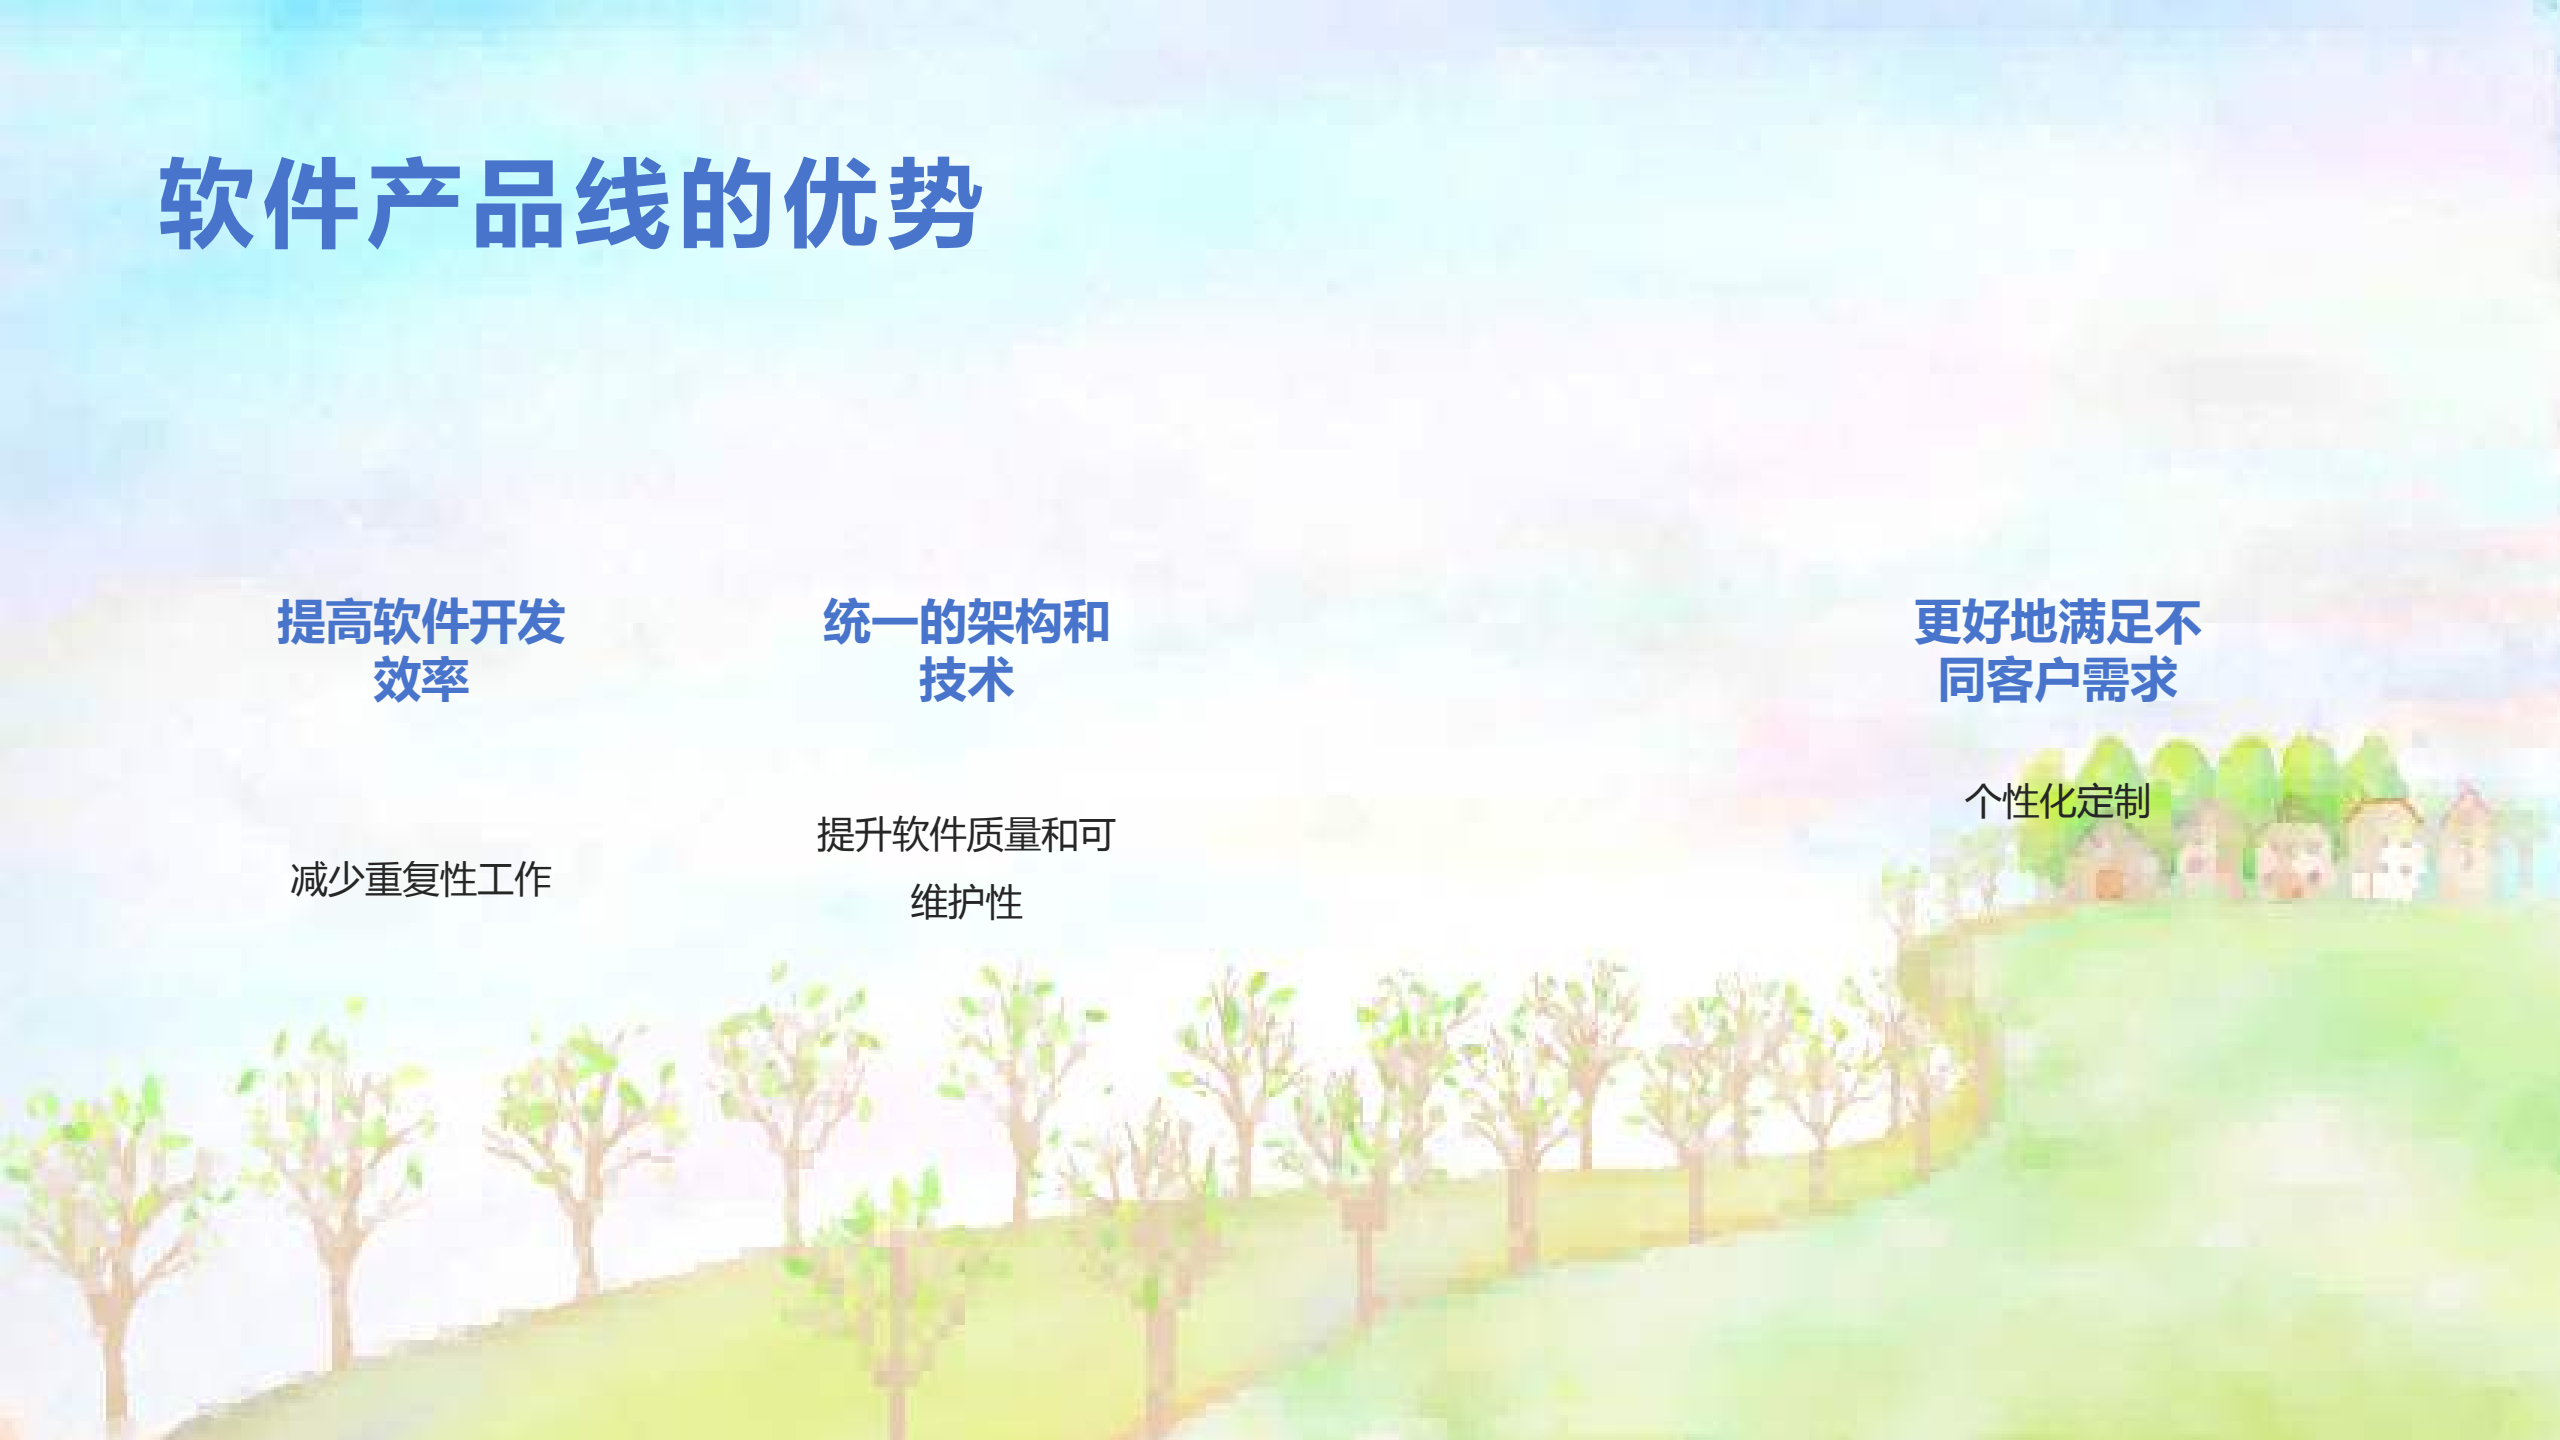 软件产品线的优势
提高软件开发
效率
减少重复性工作
统一的架构和
技术
提升软件质量和可
维护性
更好地满足不
同客户需求
个性化定制